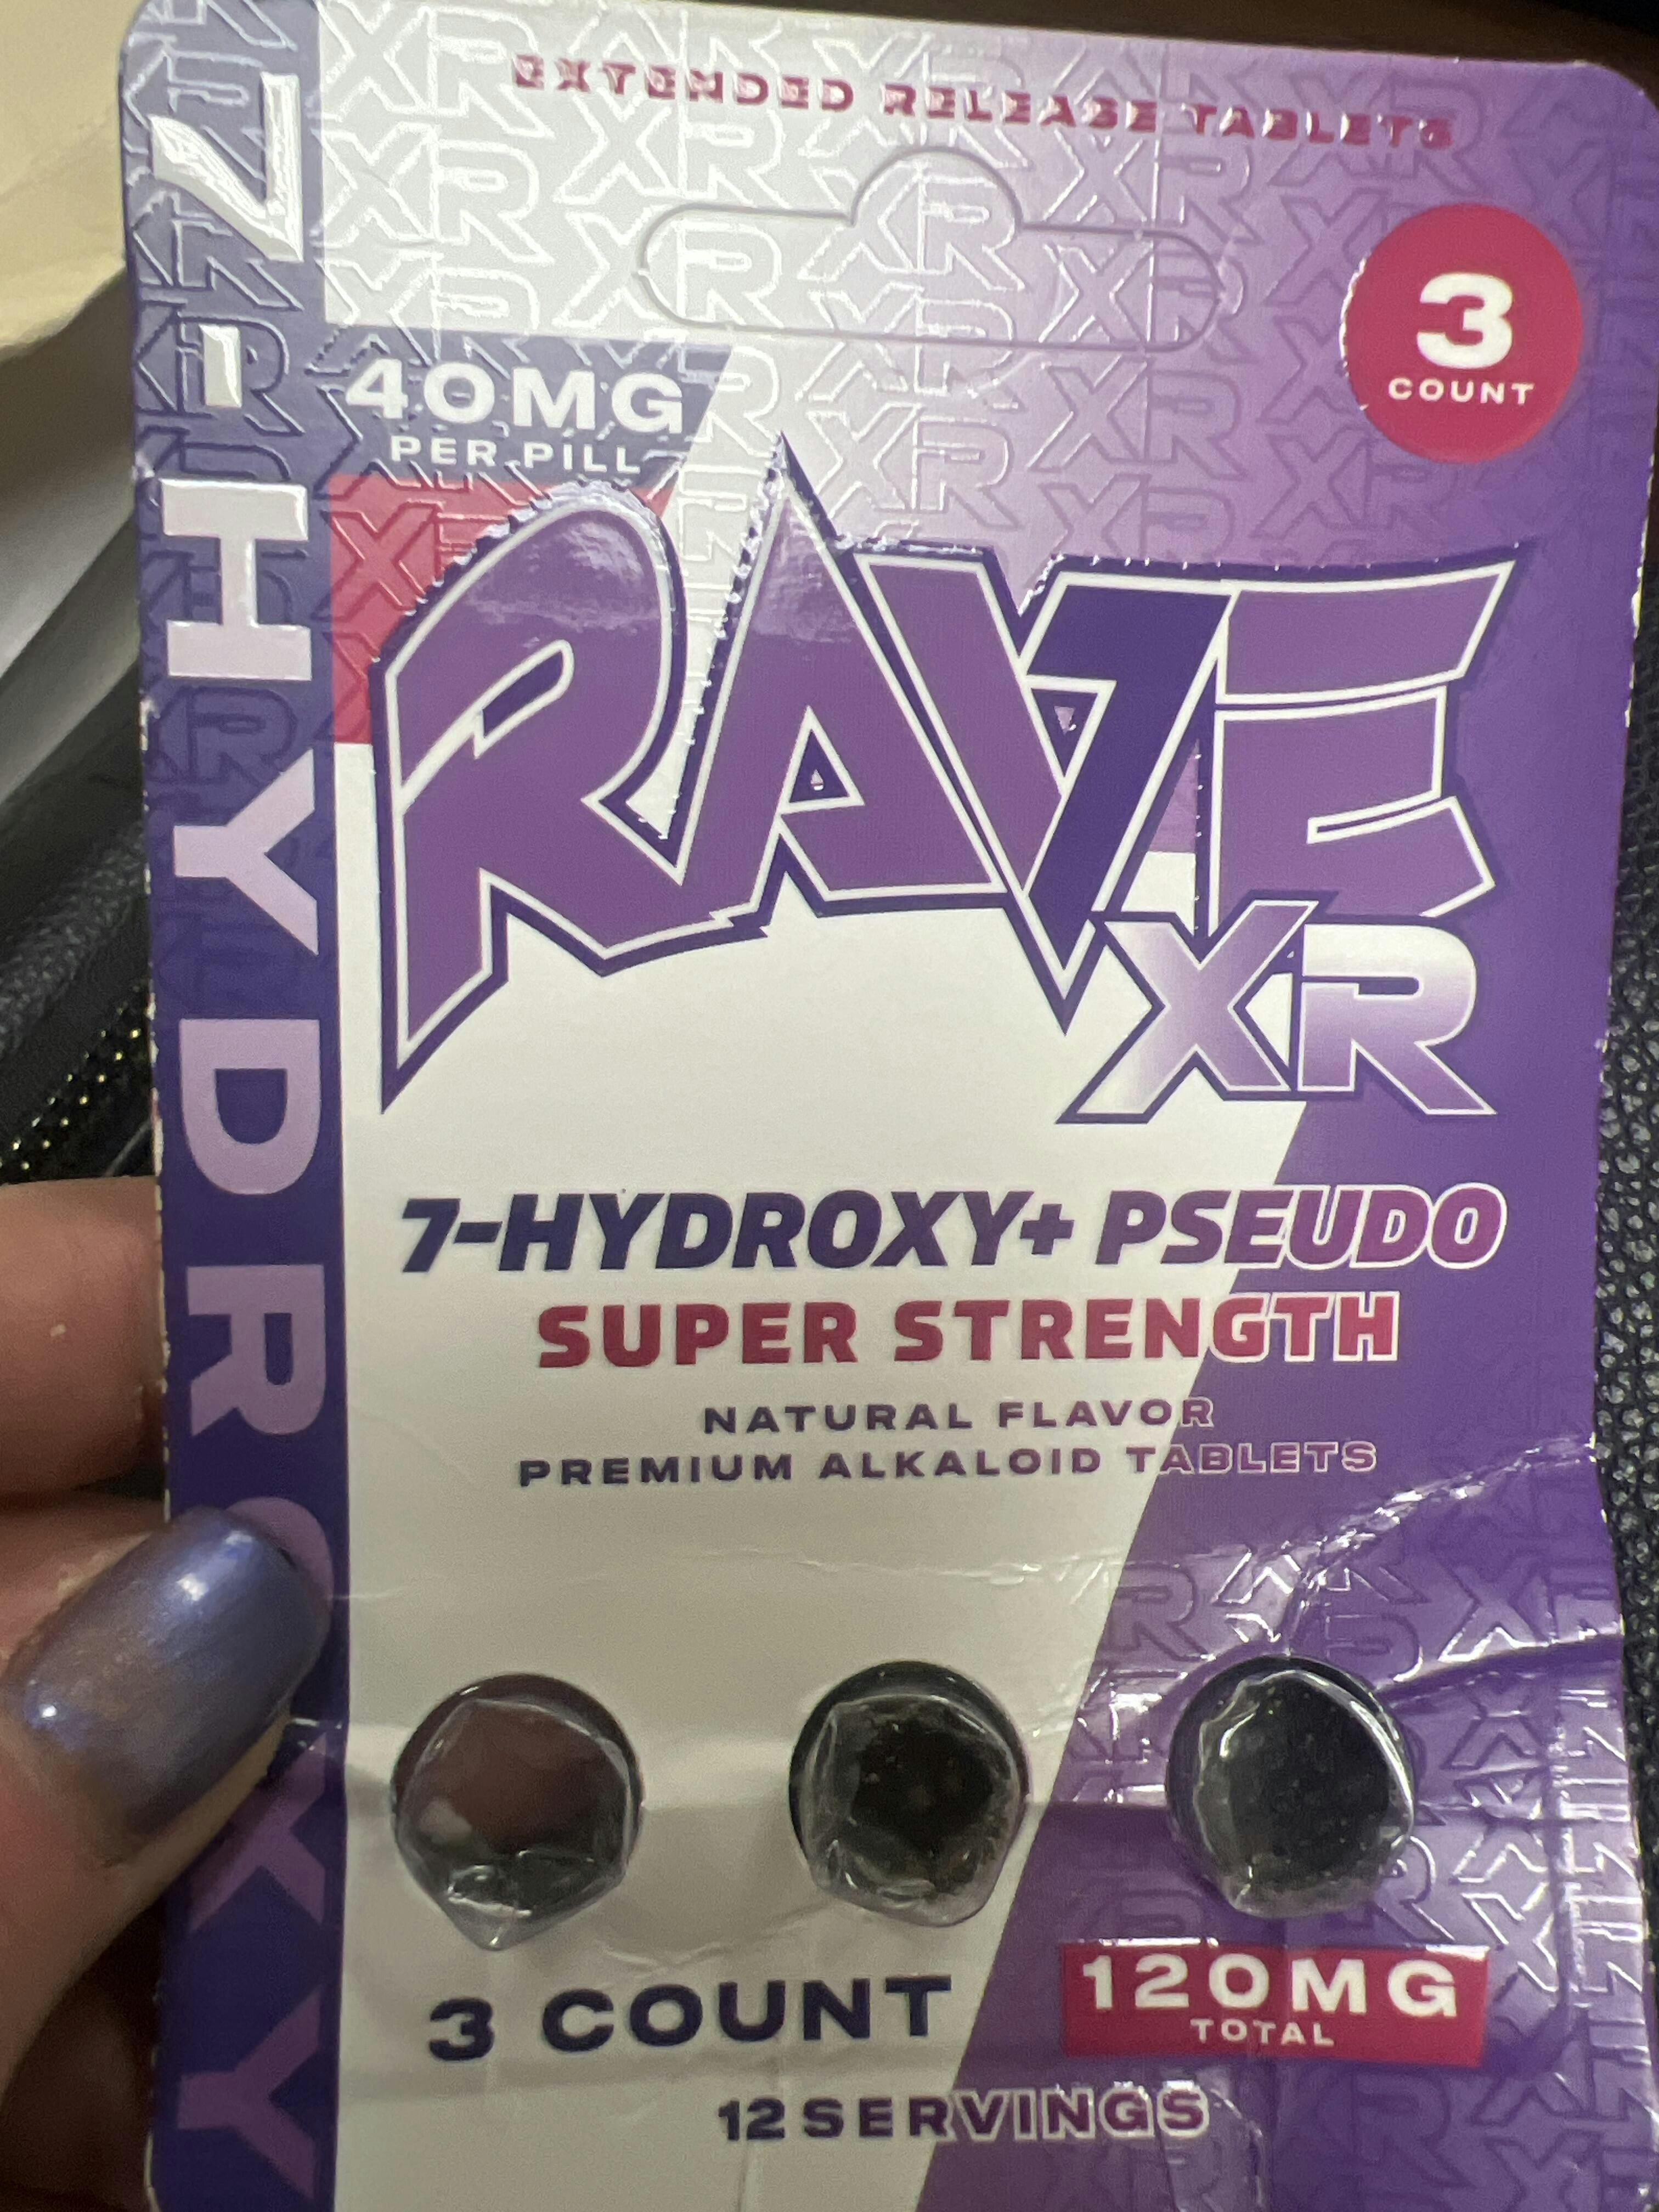 EXTENDED RELEASE TABLETS
3
COUNT
40MG
PER PILL
7-HYDROXY
RAVE
XR
7-HYDROXY+ PSEUDO
SUPER STRENGTH
NATURAL FLAVOR
PREMIUM ALKALOID TABLETS
3 COUNT
120MG
TOTAL
12 SERVINGS